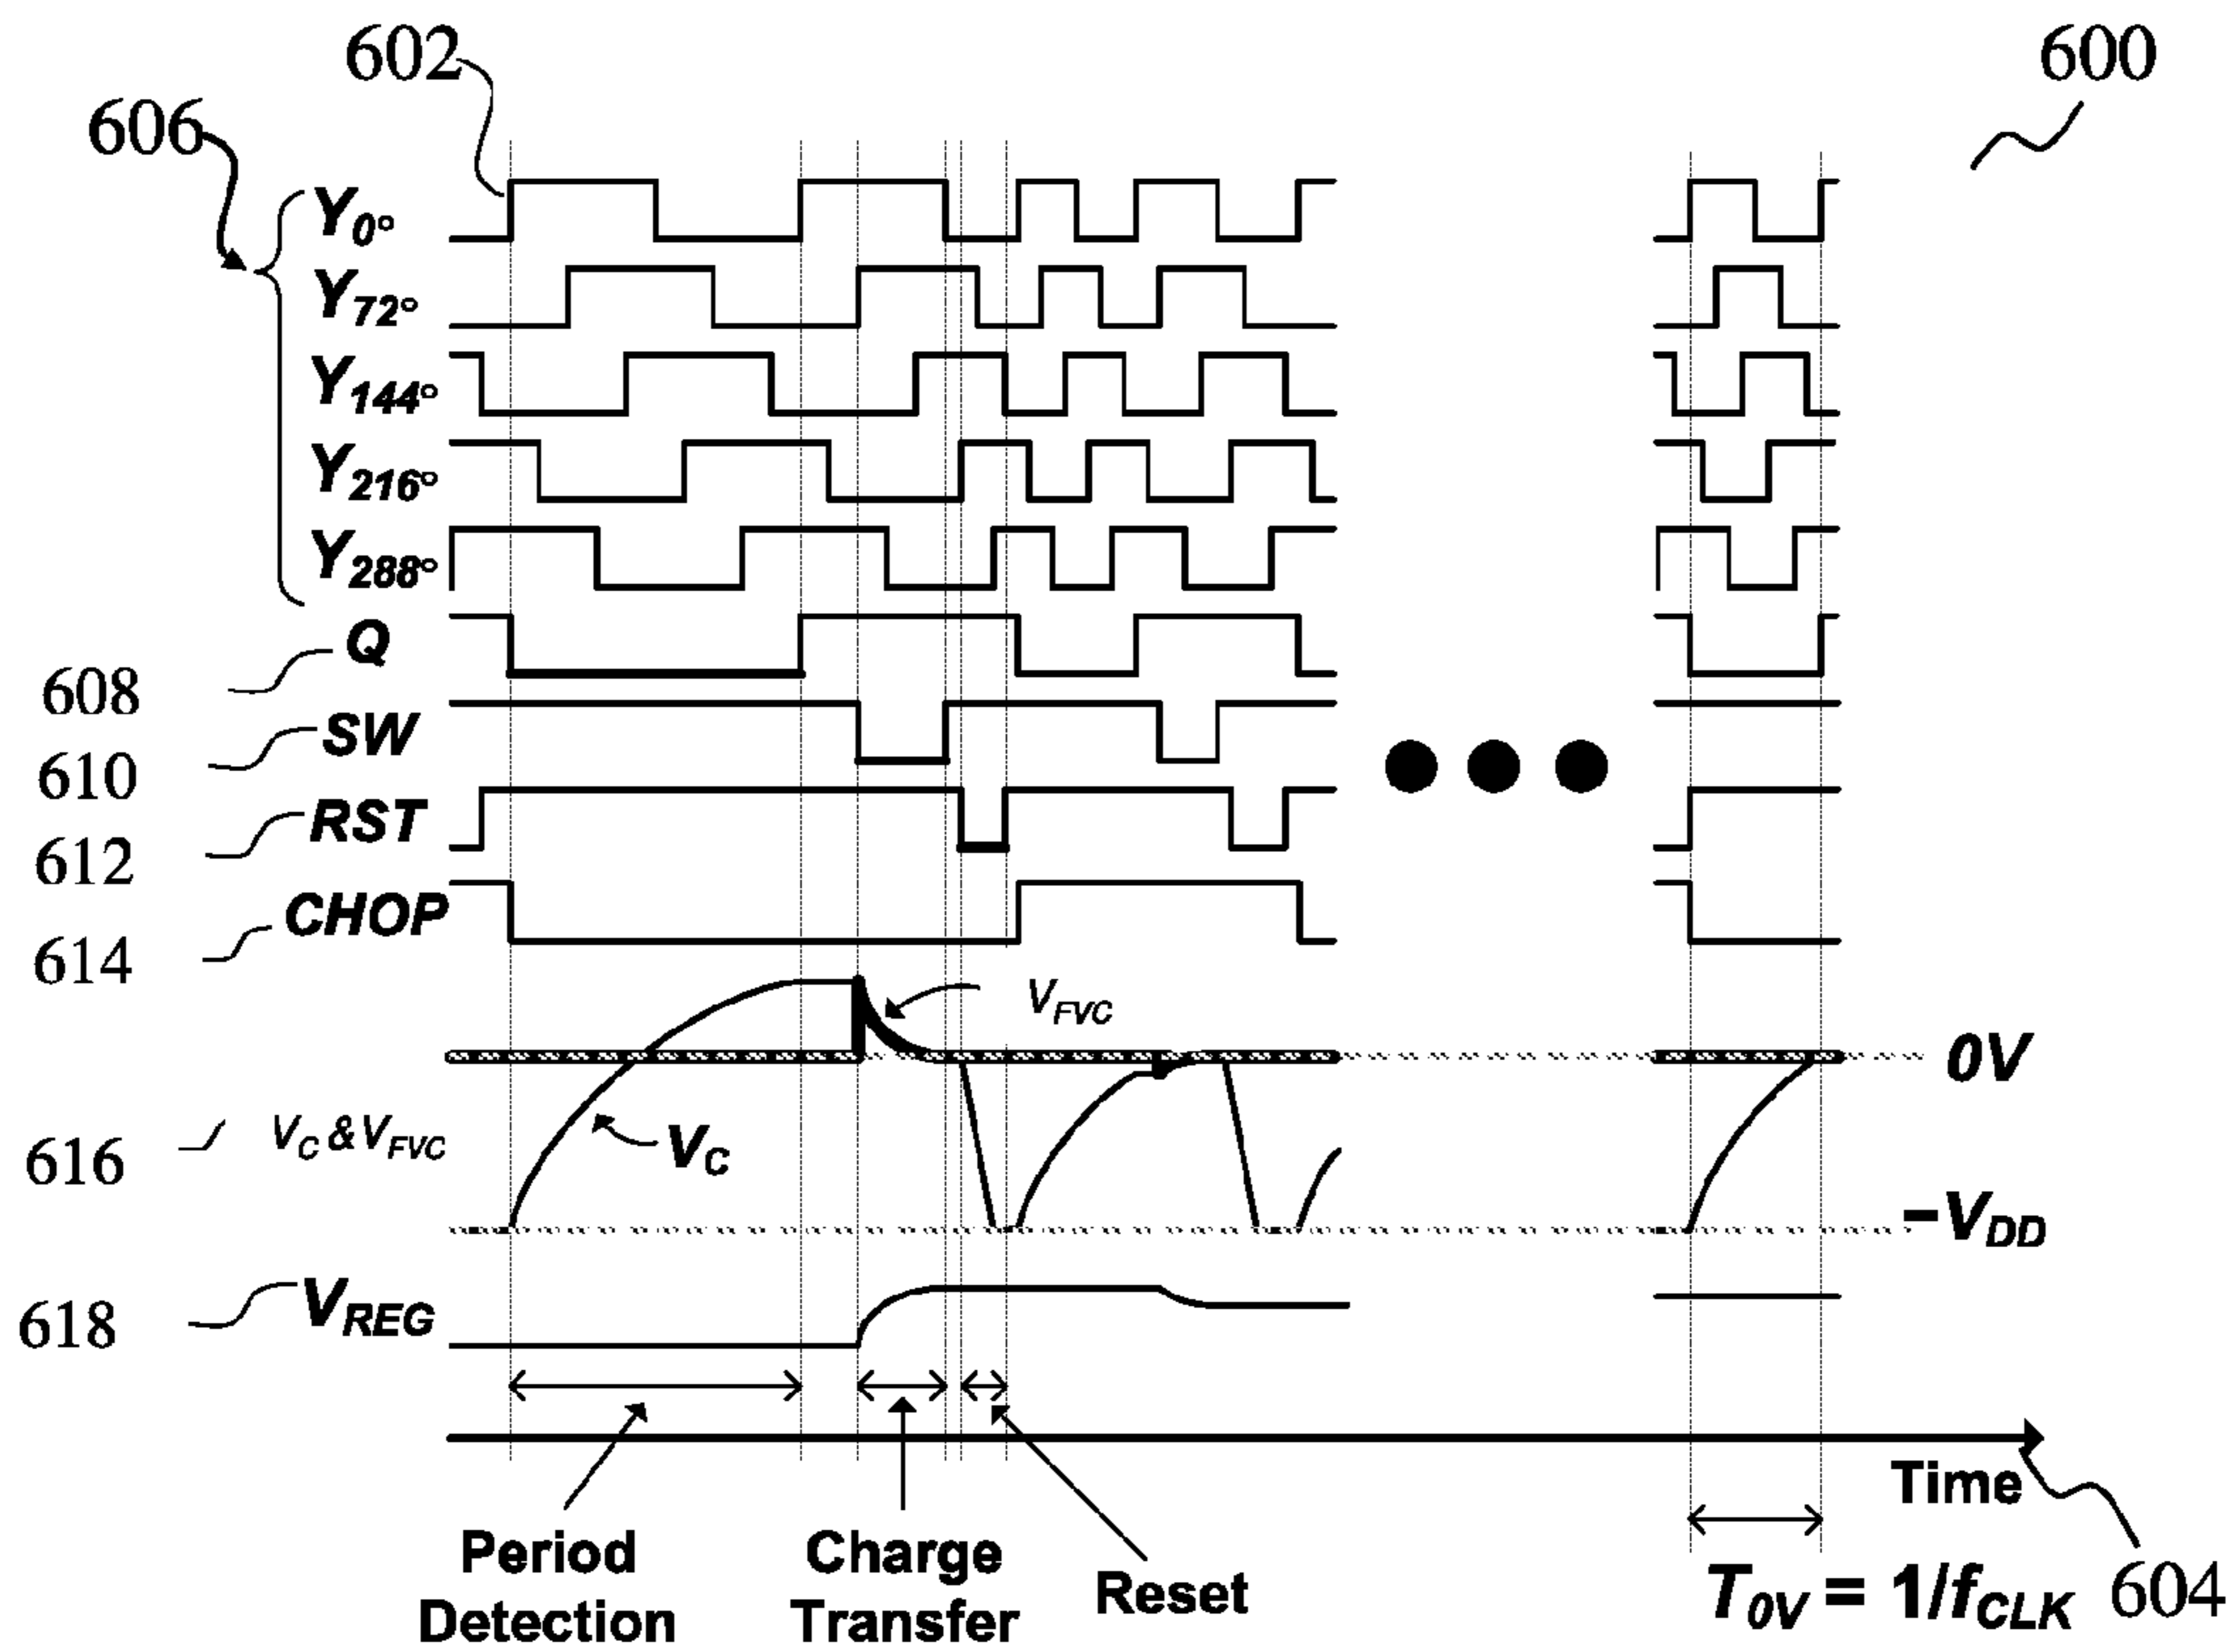 602
600
606
Y0°
Y72°
Y144°
Y216°
Y288°
Q
608
SW
610
RST
612
CHOP
614
VFVC
0V
VC
616
VC & VFVC
−VDD
VREG
618
Time
Period
Detection
Charge
Transfer
Reset
T0V = 1/fCLK
604